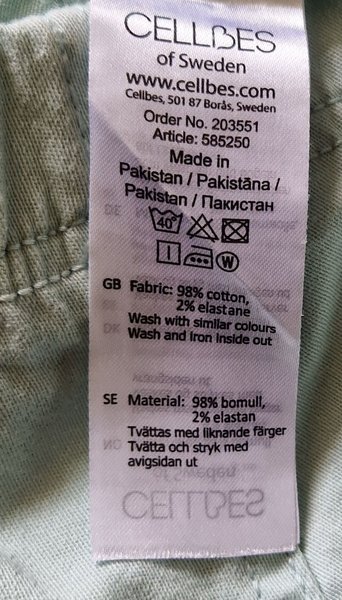 CELLBES
of Sweden
www.cellbes.com
Cellbes, 501 87 Borås, Sweden
Order No. 203551
Article: 585250
Made in
Pakistan / Pakistāna /
Pakistan / Пакистан
40°
W
GB Fabric: 98% cotton,
2% elastane
Wash with similar colours
Wash and iron inside out
SE Material: 98% bomull,
2% elastan
Tvättas med liknande färger
Tvätta och stryk med
avigsidan ut